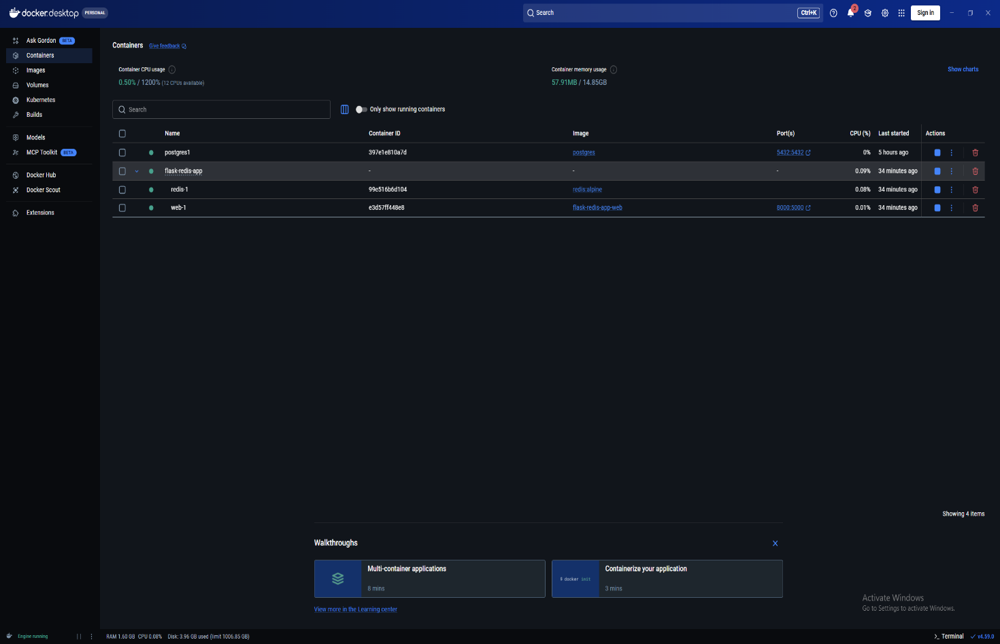 docker.desktop PERSONAL
Search Ctrl+K
2
Sign in
Ask Gordon BETA
Containers
Images
Volumes
Kubernetes
Builds
Models
MCP Toolkit BETA
Docker Hub
Docker Scout
Extensions
Containers Give feedback
Container CPU usage
0.50% / 1200% (12 CPUs available)
Container memory usage
57.91MB / 14.85GB
Show charts
Search
Only show running containers
Name Container ID Image Port(s) CPU (%) Last started Actions
postgres1 397e1e810a7d postgres 5432:5432 0% 5 hours ago
flask-redis-app - - - 0.09% 34 minutes ago
redis-1 99e516b6d104 redis:alpine 0.08% 34 minutes ago
web-1 e3d57ff448e8 flask-redis-app-web 8000:5000 0.01% 34 minutes ago
Showing 4 items
Walkthroughs
Multi-container applications
8 mins
$ docker init
Containerize your application
3 mins
View more in the Learning center
Activate Windows
Go to Settings to activate Windows.
Engine running
RAM 1.60 GB CPU 0.08% Disk: 3.96 GB used (limit 1006.85 GB)
Terminal
v4.59.0